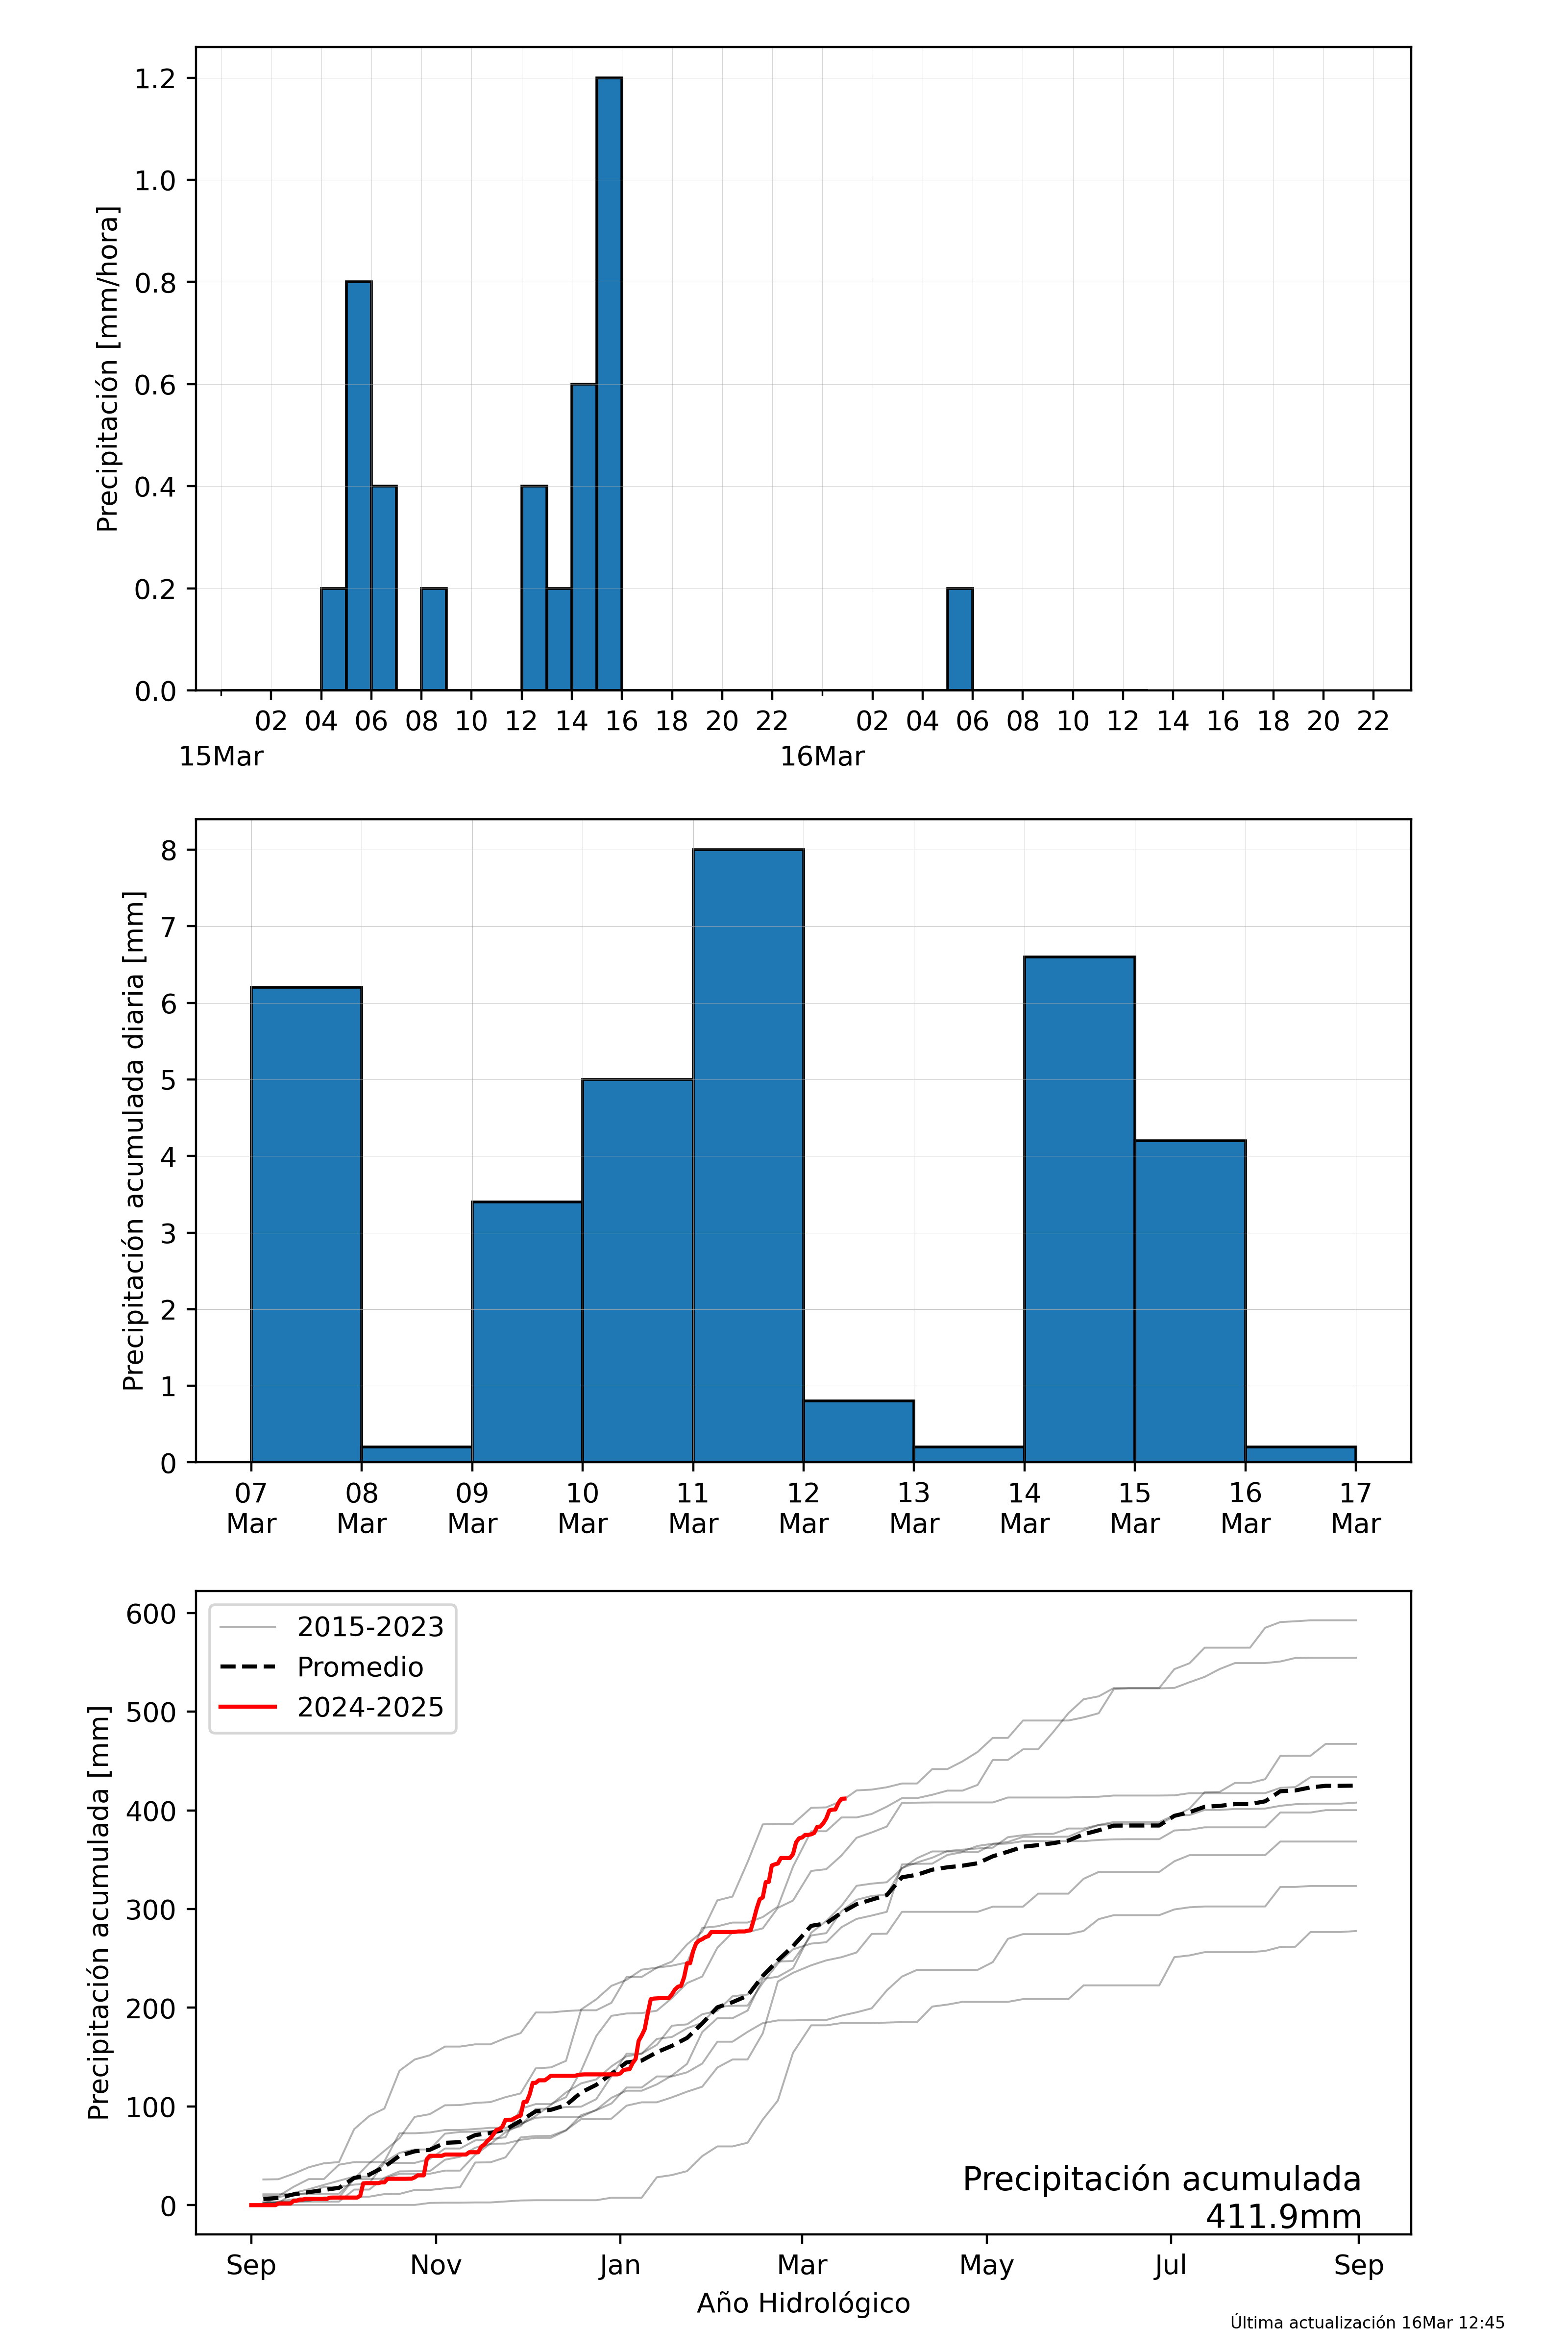 1.2
1.0
0.8
0.6
0.4
0.2
0.0
Precipitación [mm/hora]
02 04 06 08 10 12 14 16 18 20 22 02 04 06 08 10 12 14 16 18 20 22
15Mar 16Mar
8
7
6
5
4
3
2
1
0
Precipitación acumulada diaria [mm]
07 08 09 10 11 12 13 14 15 16 17
Mar Mar Mar Mar Mar Mar Mar Mar Mar Mar Mar
600
500
400
300
200
100
0
Precipitación acumulada [mm]
2015-2023
Promedio
2024-2025
Precipitación acumulada
411.9mm
Sep Nov Jan Mar May Jul Sep
Año Hidrológico
Última actualización 16Mar 12:45